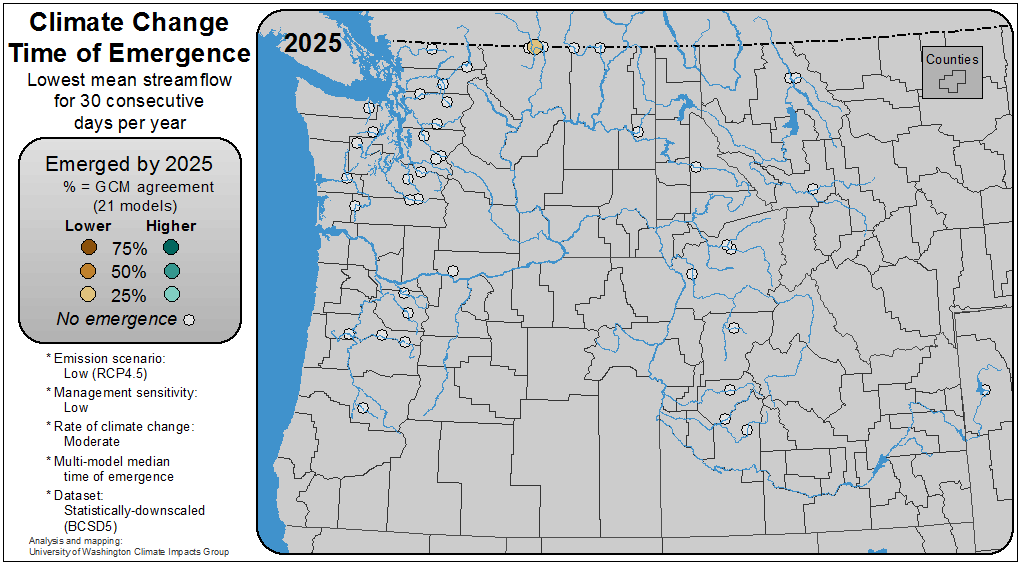 Climate Change
Time of Emergence
Lowest mean streamflow
for 30 consecutive
days per year
Emerged by 2025
% = GCM agreement
(21 models)
Lower Higher
75%
50%
25%
No emergence
* Emission scenario:
Low (RCP4.5)
* Management sensitivity:
Low
* Rate of climate change:
Moderate
* Multi-model median
time of emergence
* Dataset:
Statistically-downscaled
(BCSD5)
Analysis and mapping:
University of Washington Climate Impacts Group
2025
Counties